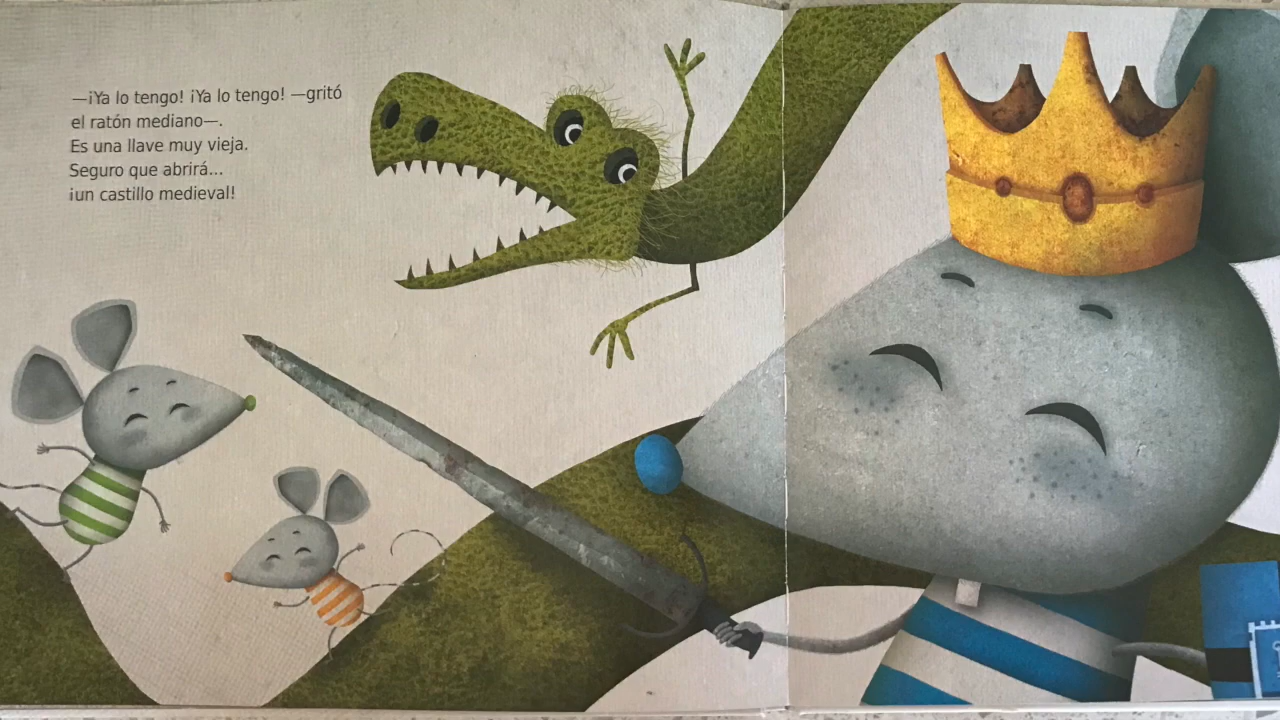 —¡Ya lo tengo! ¡Ya lo tengo! —gritó
el ratón mediano—.
Es una llave muy vieja.
Seguro que abrirá...
¡un castillo medieval!